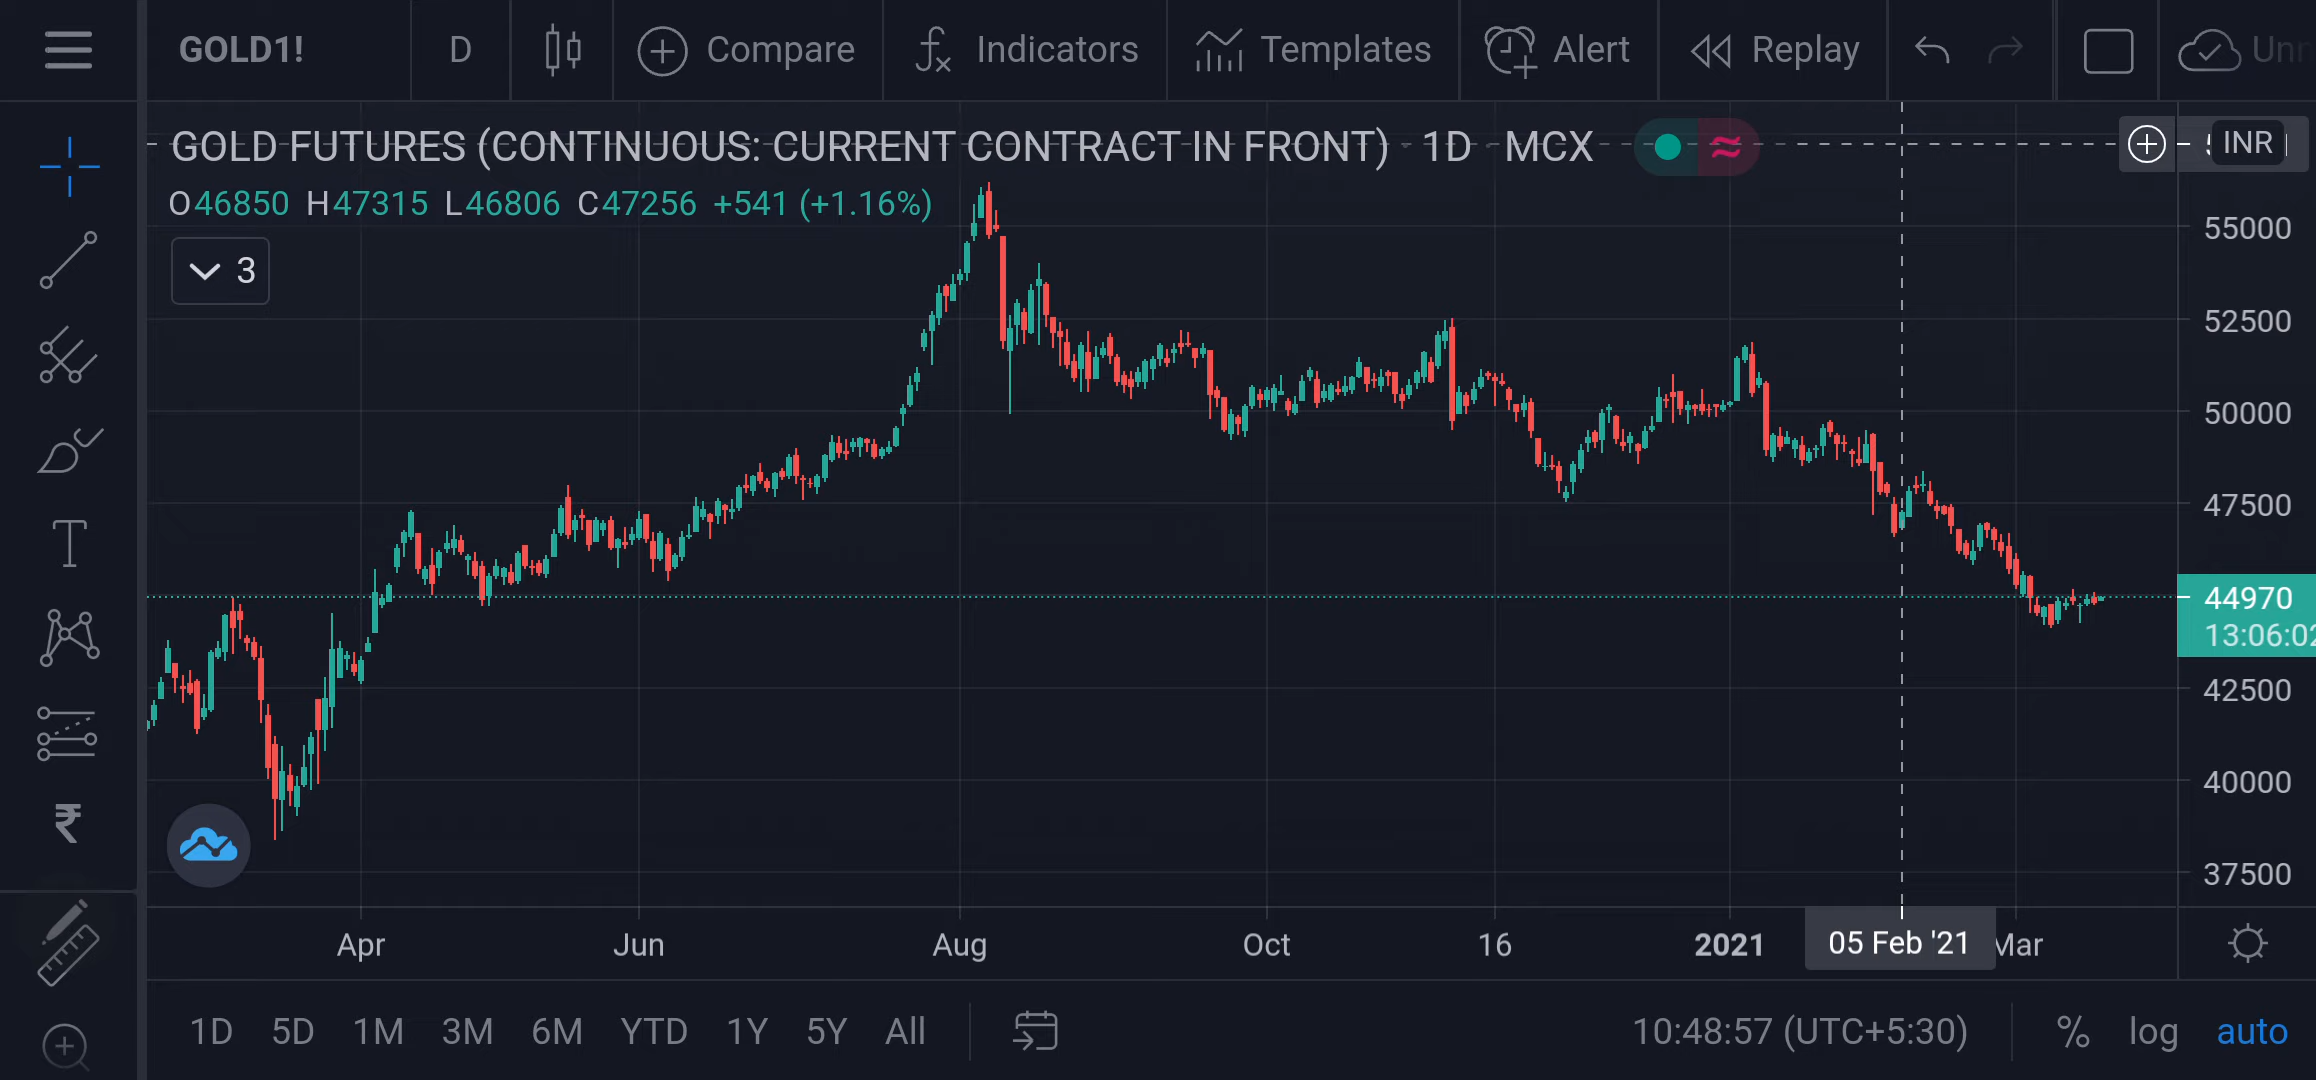 GOLD1! D Compare Indicators Templates Alert Replay
GOLD FUTURES (CONTINUOUS: CURRENT CONTRACT IN FRONT) · 1D · MCX
INR
O46850 H47315 L46806 C47256 +541 (+1.16%)
3
55000
52500
50000
47500
44970
13:06:02
42500
40000
37500
Apr Jun Aug Oct 16 2021 05 Feb '21 Mar
1D 5D 1M 3M 6M YTD 1Y 5Y All 10:48:57 (UTC+5:30) % log auto